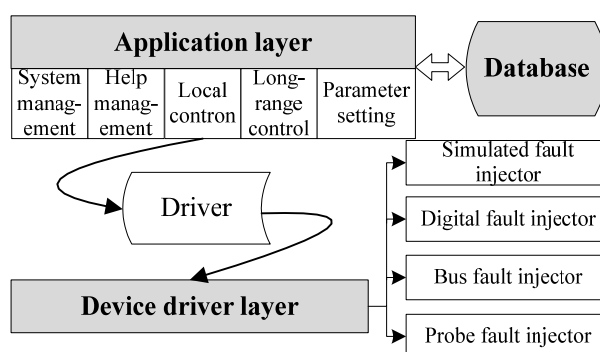 Application layer
Database
System
manag-
ement
Help
manag-
ement
Local
contron
Long-
range
control
Parameter
setting
Simulated fault
injector
Driver
Digital fault injector
Bus fault injector
Device driver layer
Probe fault injector